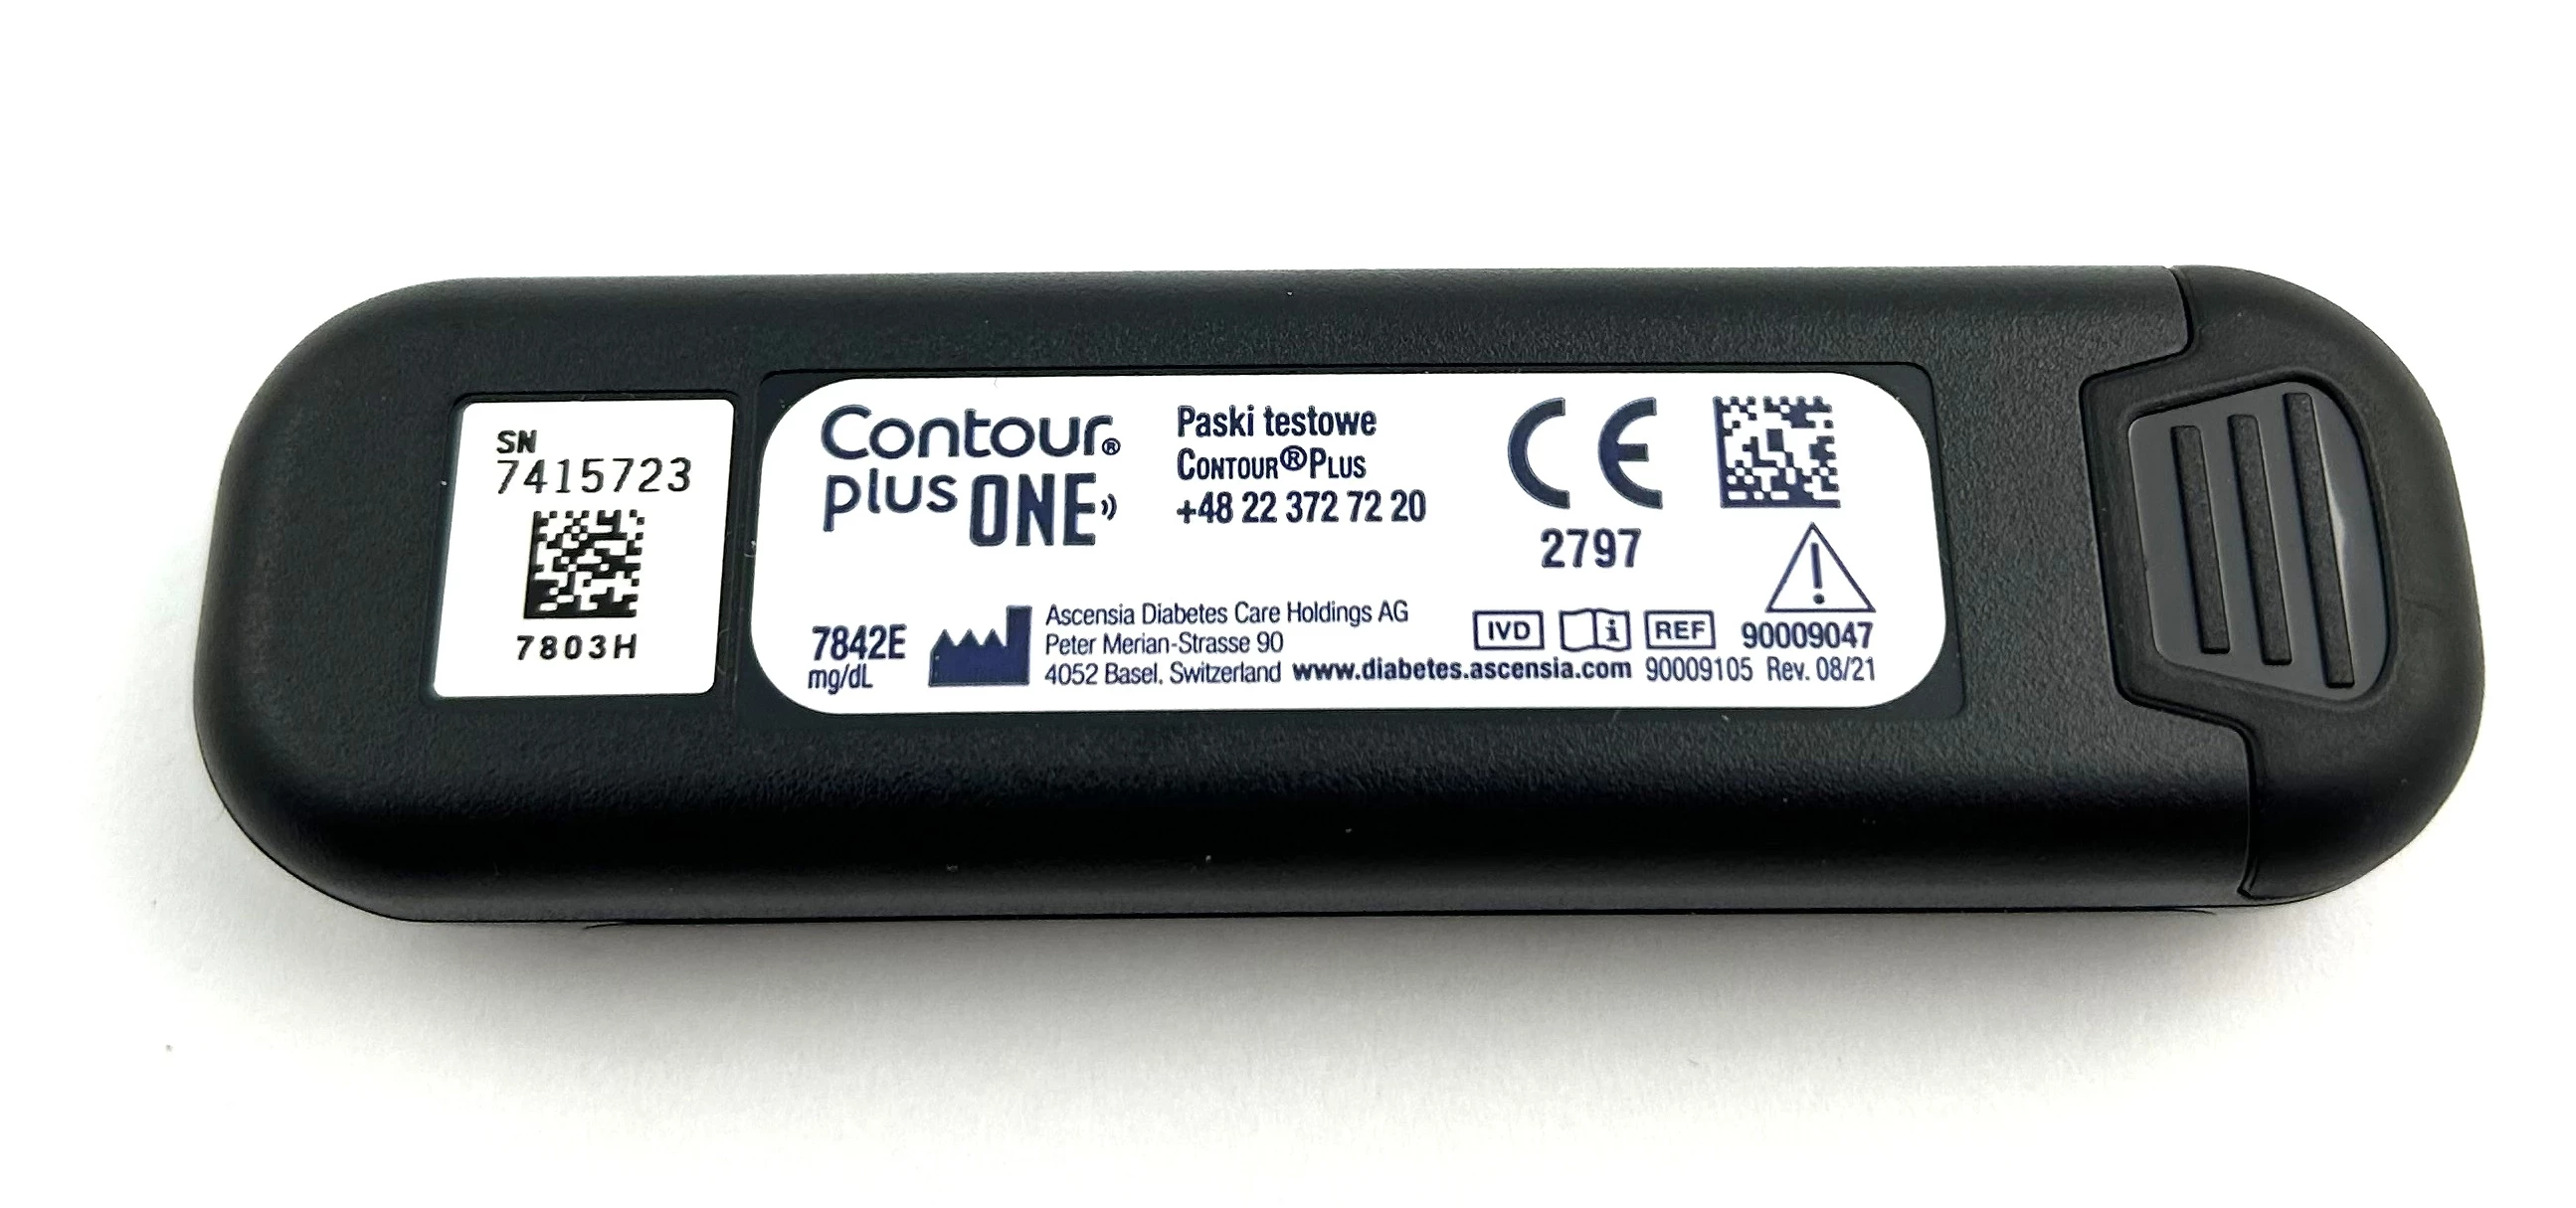 SN
7415723
7803H
Contour®
plus ONE
Paski testowe
CONTOUR®PLUS
+48 22 372 72 20
CE
2797
7842E
mg/dL
Ascensia Diabetes Care Holdings AG
Peter Merian-Strasse 90
4052 Basel, Switzerland www.diabetes.ascensia.com
IVD i REF 90009047
90009105 Rev. 08/21